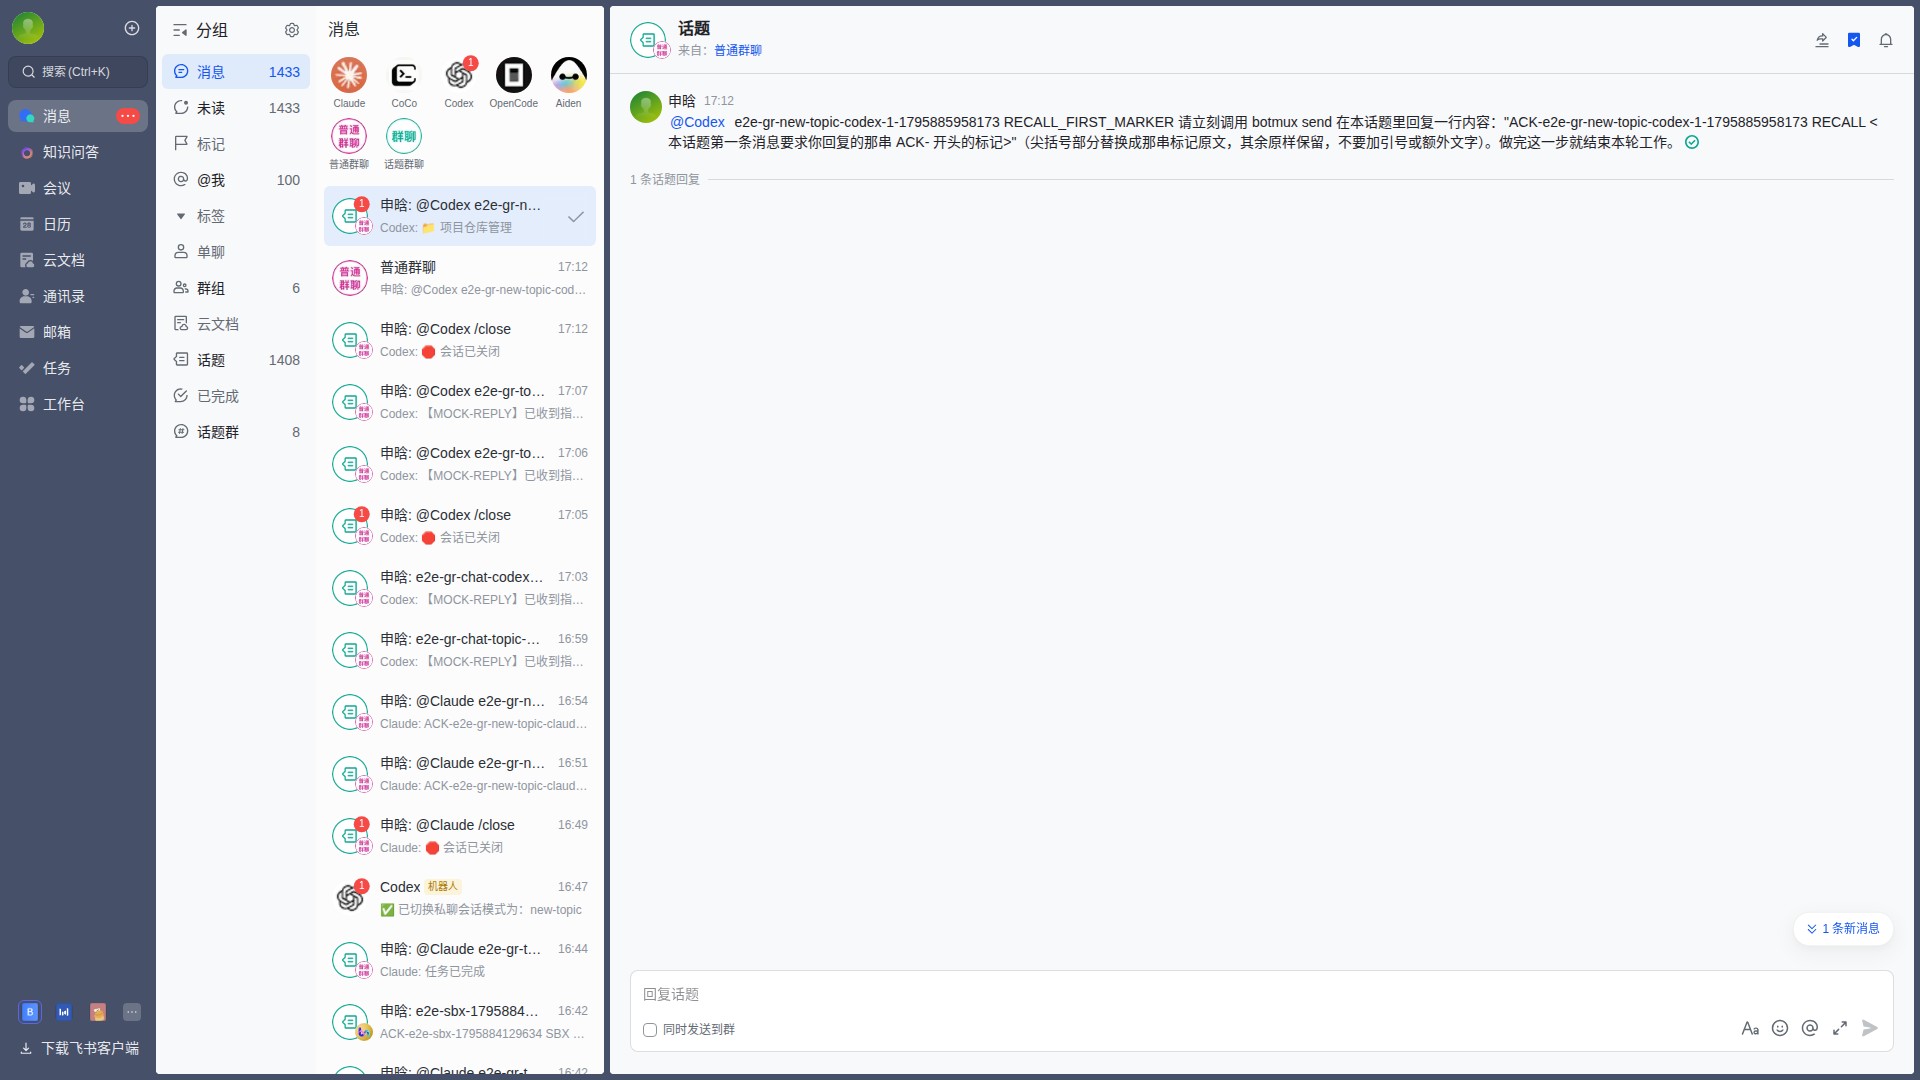 搜索 (Ctrl+K)
消息
知识问答
会议
日历
云文档
通讯录
邮箱
任务
工作台
下载飞书客户端
分组
消息 1433
未读 1433
标记
@我 100
标签
单聊
群组 6
云文档
话题 1408
已完成
话题群 8
消息
1
Claude CoCo Codex OpenCode Aiden
普通群聊 群聊
普通群聊 话题群聊
1
申晗: @Codex e2e-gr-n…
Codex: 📁 项目仓库管理
普通群聊 17:12
申晗: @Codex e2e-gr-new-topic-cod…
申晗: @Codex /close 17:12
Codex: 🛑 会话已关闭
申晗: @Codex e2e-gr-to… 17:07
Codex: 【MOCK-REPLY】已收到指…
申晗: @Codex e2e-gr-to… 17:06
Codex: 【MOCK-REPLY】已收到指…
1
申晗: @Codex /close 17:05
Codex: 🛑 会话已关闭
申晗: e2e-gr-chat-codex… 17:03
Codex: 【MOCK-REPLY】已收到指…
申晗: e2e-gr-chat-topic-… 16:59
Codex: 【MOCK-REPLY】已收到指…
申晗: @Claude e2e-gr-n… 16:54
Claude: ACK-e2e-gr-new-topic-claud…
申晗: @Claude e2e-gr-n… 16:51
Claude: ACK-e2e-gr-new-topic-claud…
1
申晗: @Claude /close 16:49
Claude: 🛑 会话已关闭
1
Codex 机器人 16:47
✅ 已切换私聊会话模式为：new-topic
申晗: @Claude e2e-gr-t… 16:44
Claude: 任务已完成
申晗: e2e-sbx-1795884… 16:42
ACK-e2e-sbx-1795884129634 SBX …
申晗: @Claude e2e-gr-t… 16:42
话题
来自：普通群聊
申晗 17:12
@Codex e2e-gr-new-topic-codex-1-1795885958173 RECALL_FIRST_MARKER 请立刻调用 botmux send 在本话题里回复一行内容："ACK-e2e-gr-new-topic-codex-1-1795885958173 RECALL <
本话题第一条消息要求你回复的那串 ACK- 开头的标记>"（尖括号部分替换成那串标记原文，其余原样保留，不要加引号或额外文字）。做完这一步就结束本轮工作。
1 条话题回复
1 条新消息
回复话题
同时发送到群